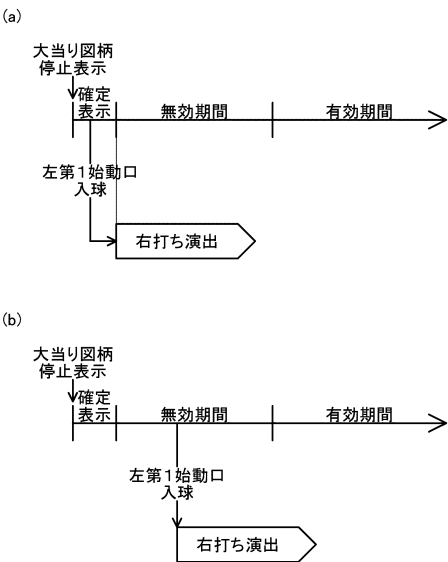 (a)
大当り図柄
停止表示
確定
表示
無効期間
有効期間
左第1始動口
入球
右打ち演出
(b)
大当り図柄
停止表示
確定
表示
無効期間
有効期間
左第1始動口
入球
右打ち演出